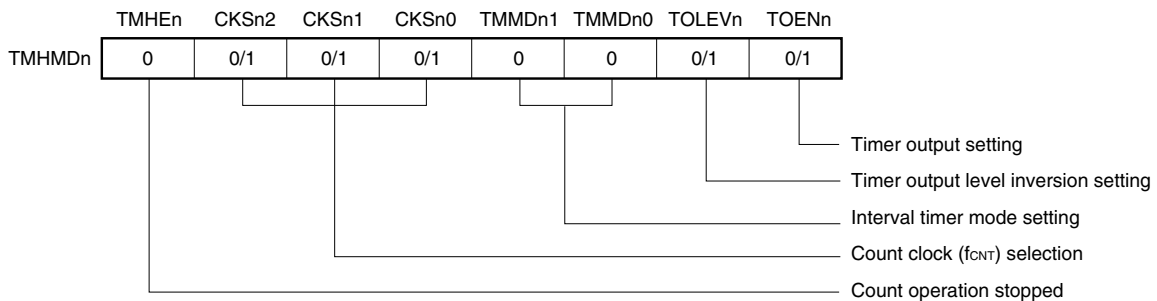 TMHEn CKSn2 CKSn1 CKSn0 TMMDn1 TMMDn0 TOLEVn TOENn
TMHMDn 0 0/1 0/1 0/1 0 0 0/1 0/1
Timer output setting
Timer output level inversion setting
Interval timer mode setting
Count clock (fCNT) selection
Count operation stopped